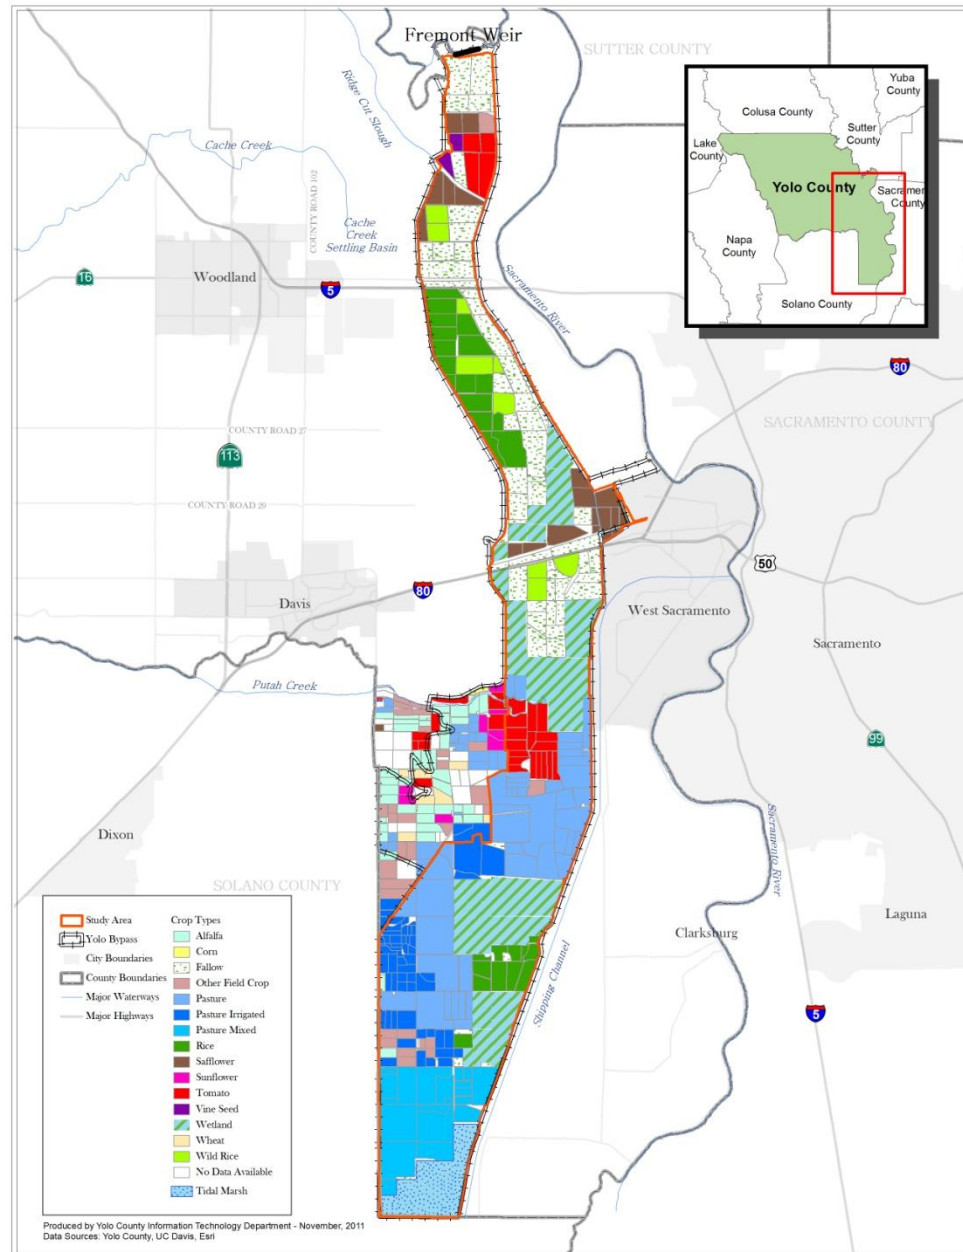 Fremont Weir
SUTTER COUNTY
Ridge Cut Slough
Cache Creek
COUNTY ROAD 102
Cache
Creek
Settling Basin
16
Woodland
5
Sacramento River
Yuba
County
Colusa County
Sutter
County
Lake
County
Yolo County
Sacramen
County
Napa
County
Solano County
80
SACRAMENTO COUNTY
COUNTY ROAD 27
113
COUNTY ROAD 29
80
50
Davis
West Sacramento
Sacramento
Putah Creek
99
Dixon
Sacramento River
SOLANO COUNTY
Laguna
Clarksburg
Shipping Channel
5
Study Area
Yolo Bypass
City Boundaries
County Boundaries
Major Waterways
Major Highways
Crop Types
Alfalfa
Corn
Fallow
Other Field Crop
Pasture
Pasture Irrigated
Pasture Mixed
Rice
Safflower
Sunflower
Tomato
Vine Seed
Wetland
Wheat
Wild Rice
No Data Available
Tidal Marsh
Produced by Yolo County Information Technology Department - November, 2011
Data Sources: Yolo County, UC Davis, Esri